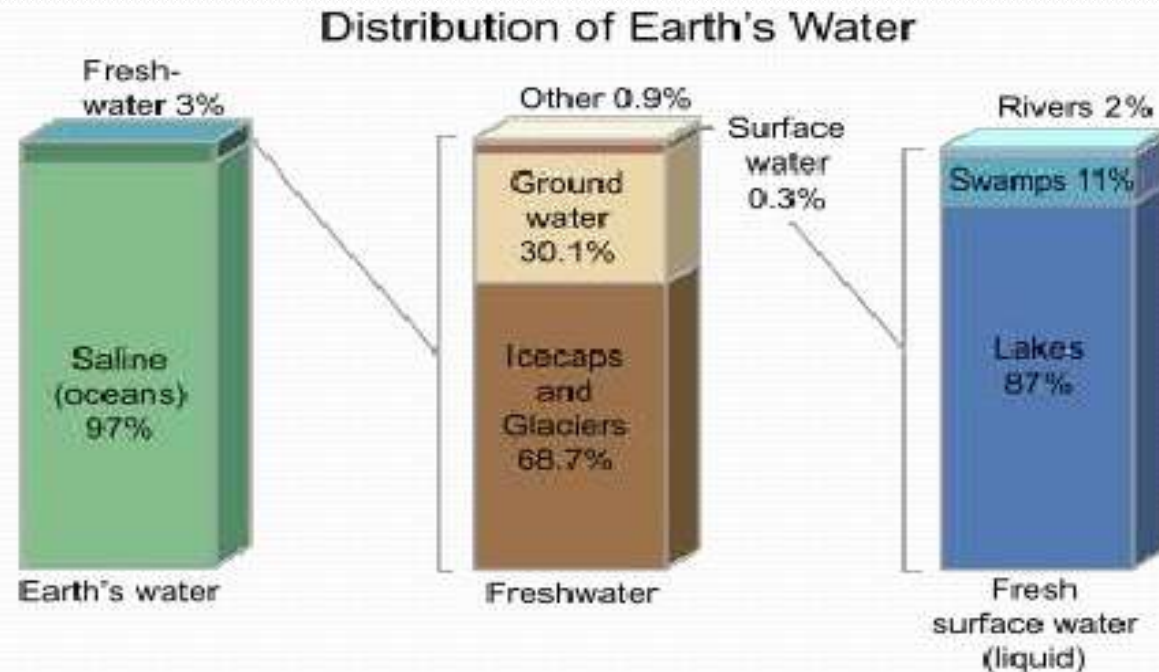 Distribution of Earth's Water
Fresh-
water 3%
Saline
(oceans)
97%
Earth's water
Other 0.9%
Surface
water
0.3%
Ground
water
30.1%
Icecaps
and
Glaciers
68.7%
Freshwater
Rivers 2%
Swamps 11%
Lakes
87%
Fresh
surface water
(liquid)